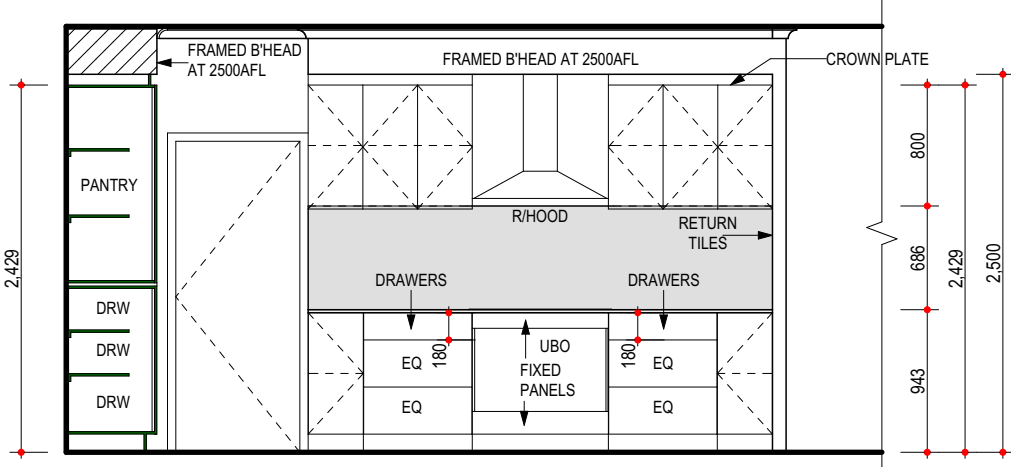 FRAMED B'HEAD
AT 2500AFL
FRAMED B'HEAD AT 2500AFL
CROWN PLATE
PANTRY
R/HOOD
RETURN
TILES
DRAWERS
DRAWERS
DRW
DRW
DRW
180
EQ
EQ
UBO
FIXED
PANELS
180
EQ
EQ
2,429
800
686
943
2,429
2,500